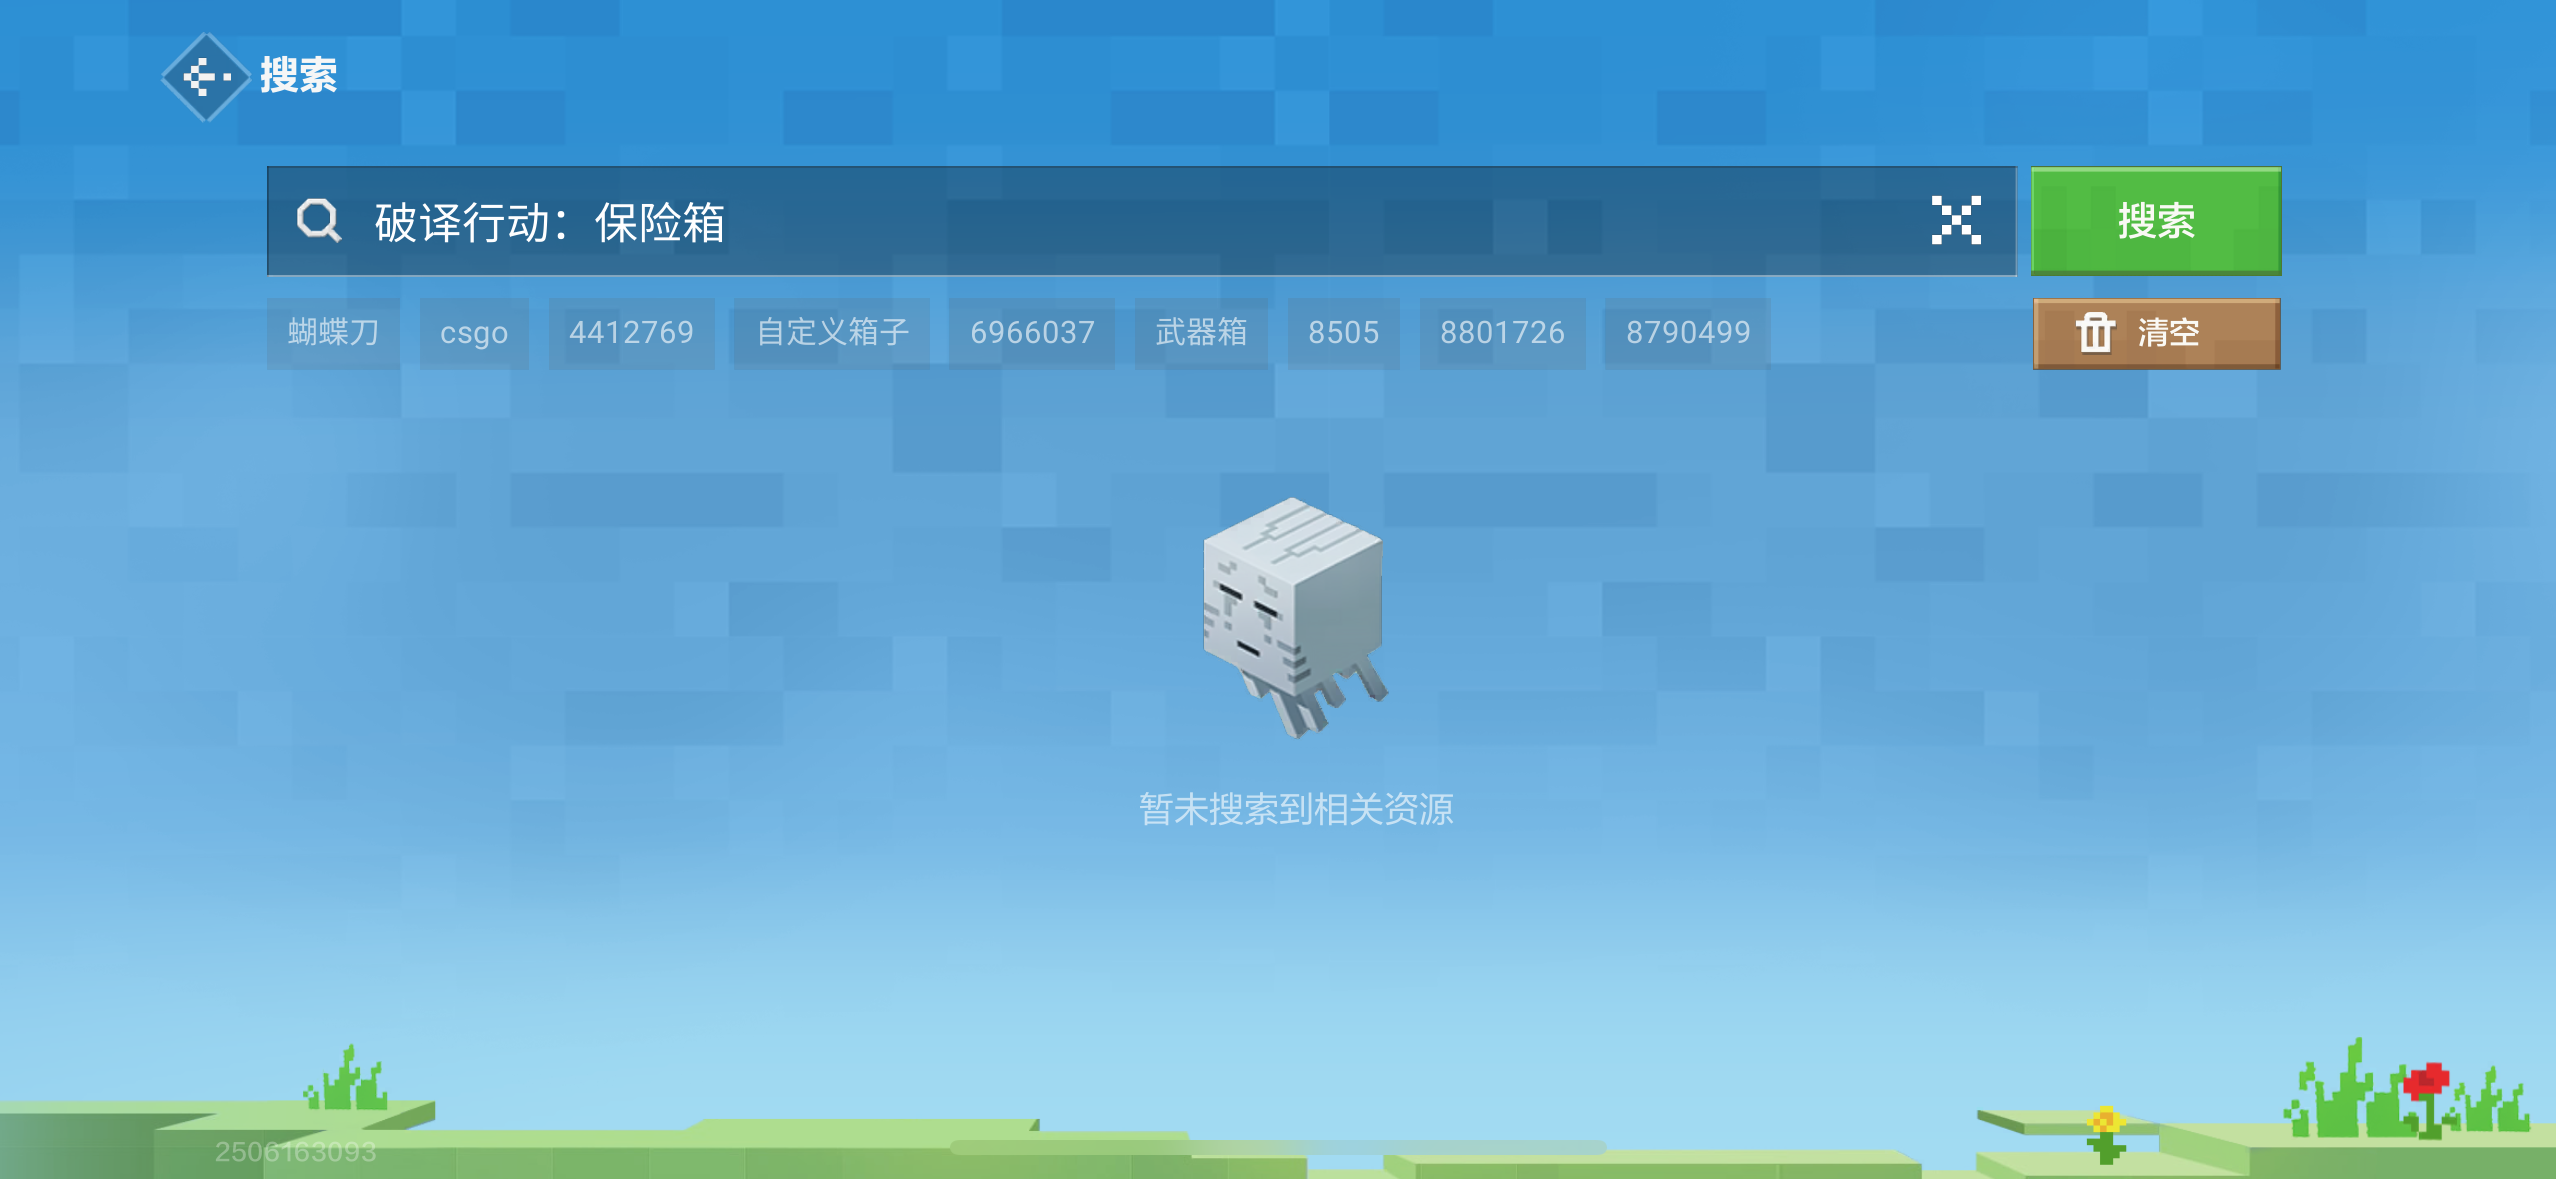 搜索
破译行动：保险箱
搜索
蝴蝶刀 csgo 4412769 自定义箱子 6966037 武器箱 8505 8801726 8790499
清空
暂未搜索到相关资源
2506163093